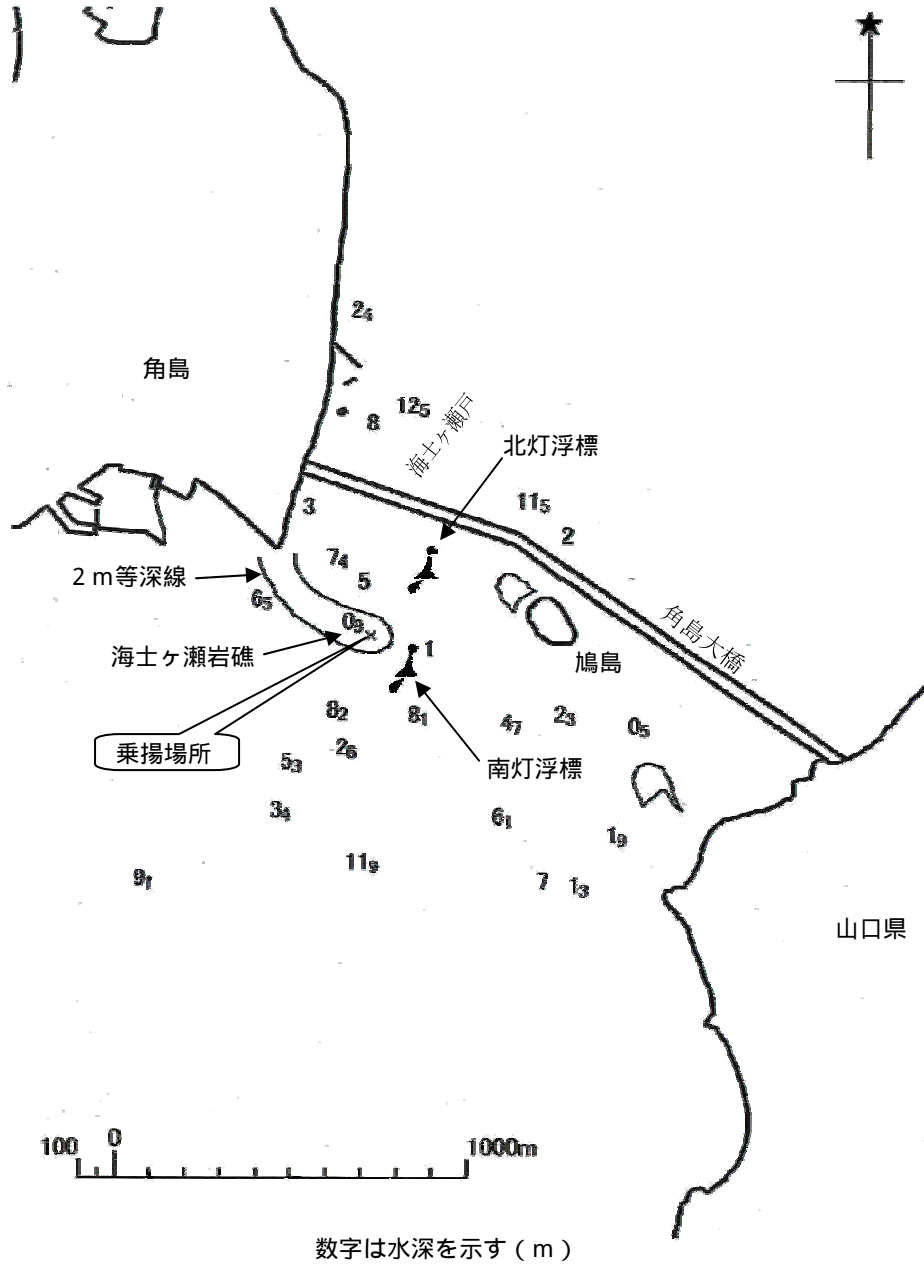 2₄
角島
12₅
8
海士ヶ瀬戸
北灯浮標
11₅
3
2
7₄
2m等深線
5
6₅
0₉
角島大橋
海士ヶ瀬岩礁
1
鳩島
8₂
8₁
4₇
2₃
0₅
乗揚場所
2₆
5₃
南灯浮標
3₄
6₁
1₉
11₉
9₁
7
1₃
山口県
100 0 1000m
数字は水深を示す(m)